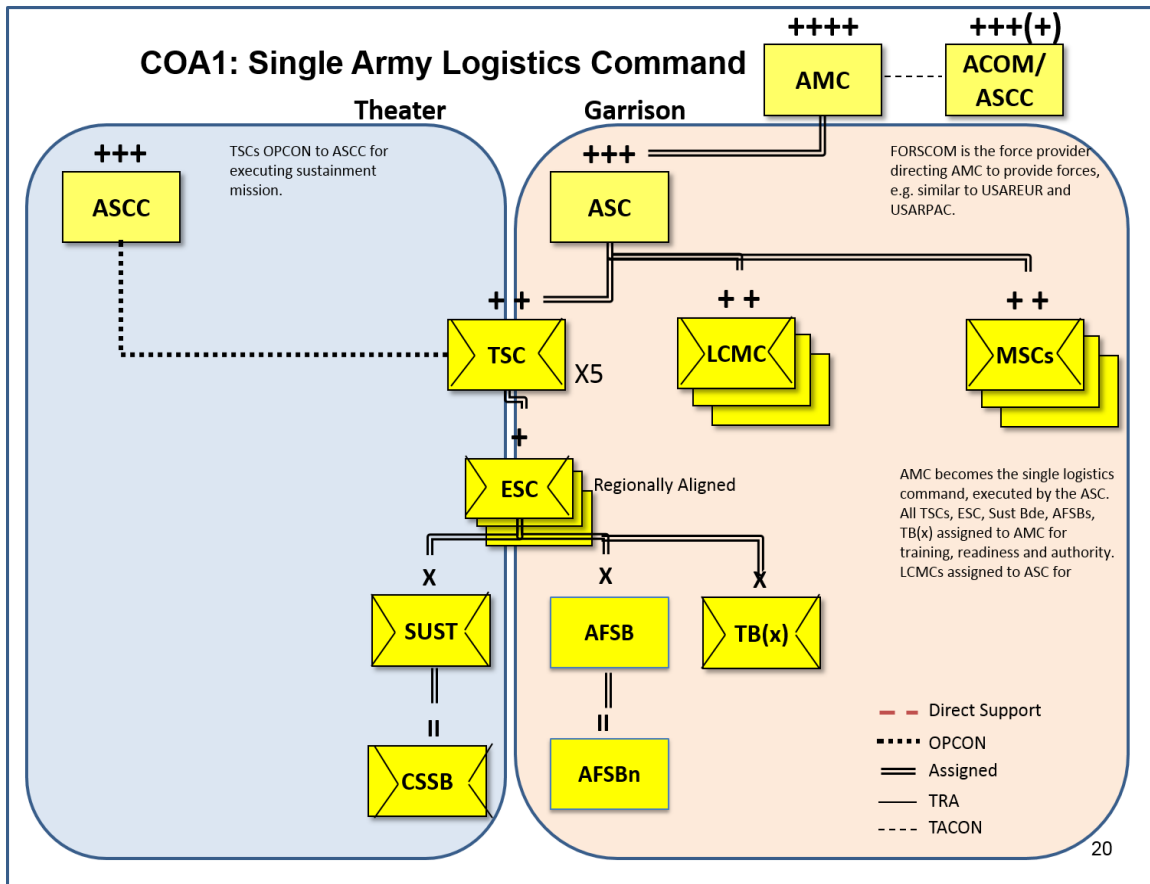 ++++
+++(+)
COA1: Single Army Logistics Command
AMC
ACOM/
ASCC
Theater
Garrison
+++
TSCs OPCON to ASCC for
executing sustainment
mission.
+++
FORSCOM is the force provider
directing AMC to provide forces,
e.g. similar to USAREUR and
USARPAC.
ASCC
ASC
+ +
+ +
+ +
TSC
X5
LCMC
MSCs
+
ESC
Regionally Aligned
AMC becomes the single logistics
command, executed by the ASC.
All TSCs, ESC, Sust Bde, AFSBs,
TB(x) assigned to AMC for
training, readiness and authority.
LCMCs assigned to ASC for
X
X
X
SUST
AFSB
TB(x)
II
II
CSSB
AFSBn
Direct Support
OPCON
Assigned
TRA
TACON
20